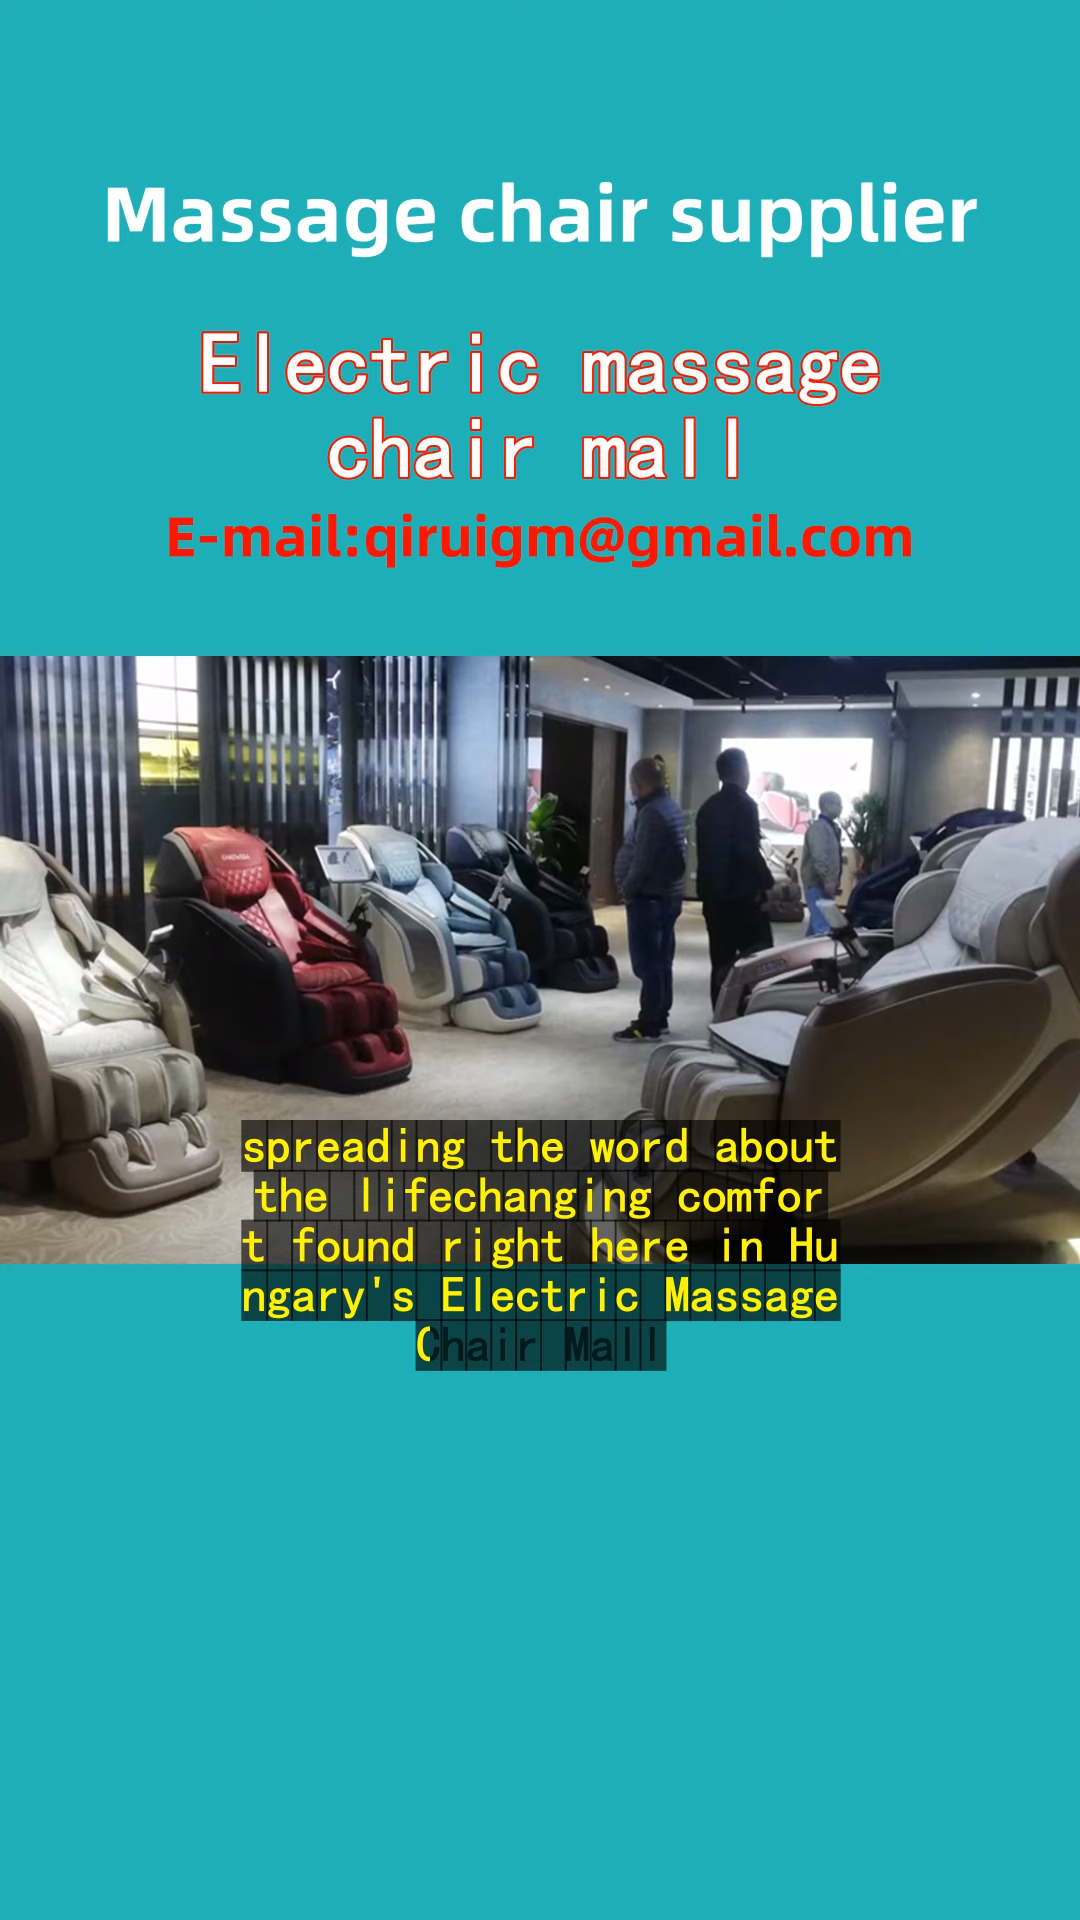 Massage chair supplier
Electric massage
chair mall
E-mail:qiruigm@gmail.com
spreading the word about
the lifechanging comfor
t found right here in Hu
ngary's Electric Massage
Chair Mall